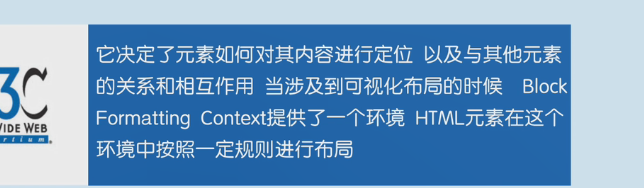 它决定了元素如何对其内容进行定位 以及与其他元素
的关系和相互作用 当涉及到可视化布局的时候 Block
Formatting Context提供了一个环境 HTML元素在这个
环境中按照一定规则进行布局
3C
WIDE WEB
rtium